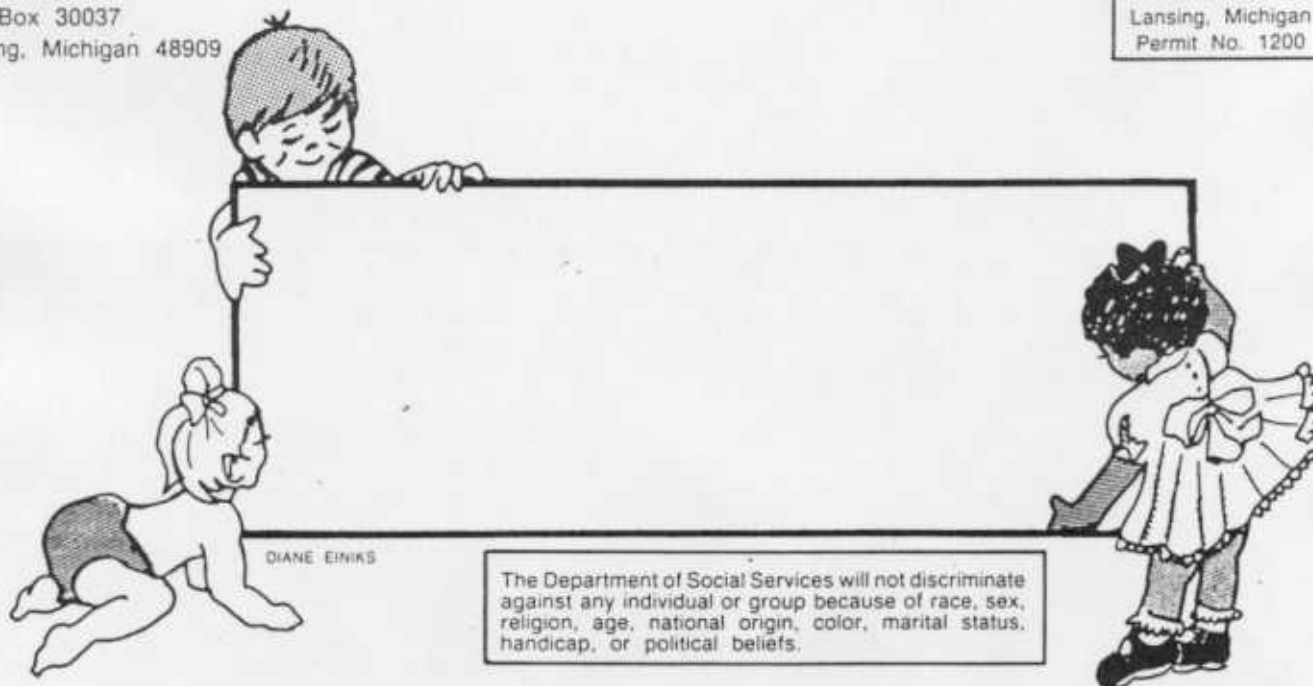 Box 30037
ng, Michigan 48909
Lansing, Michigan
Permit No. 1200
DIANE EINIKS
The Department of Social Services will not discriminate
against any individual or group because of race, sex,
religion, age, national origin, color, marital status,
handicap, or political beliefs.